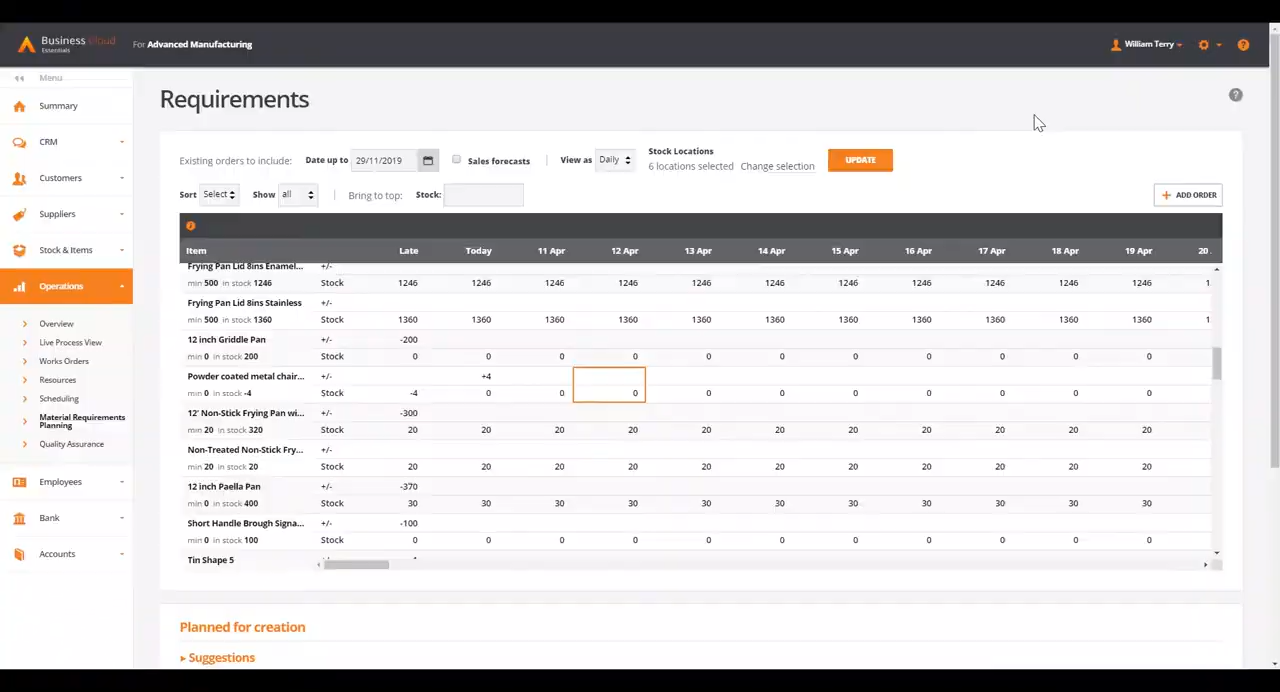 Business Cloud
Essentials
For Advanced Manufacturing
William Terry
Menu
Summary
CRM
Customers
Suppliers
Stock & Items
Operations
Overview
Live Process View
Works Orders
Resources
Scheduling
Material Requirements
Planning
Quality Assurance
Employees
Bank
Accounts
Requirements
Existing orders to include: Date up to 29/11/2019 Sales forecasts View as Daily Stock Locations 6 locations selected Change selection UPDATE
Sort Select Show all Bring to top: Stock: + ADD ORDER
Item Late Today 11 Apr 12 Apr 13 Apr 14 Apr 15 Apr 16 Apr 17 Apr 18 Apr 19 Apr 20
Frying Pan Lid 8ins Enamel... +/-
min 500 in stock 1246 Stock 1246 1246 1246 1246 1246 1246 1246 1246 1246 1246 1246 1
Frying Pan Lid 8ins Stainless +/-
min 500 in stock 1360 Stock 1360 1360 1360 1360 1360 1360 1360 1360 1360 1360 1360 1
12 inch Griddle Pan +/- -200
min 0 in stock 200 Stock 0 0 0 0 0 0 0 0 0 0 0
Powder coated metal chair... +/- +4
min 0 in stock -4 Stock -4 0 0 0 0 0 0 0 0 0 0
12' Non-Stick Frying Pan wi... +/- -300
min 20 in stock 320 Stock 20 20 20 20 20 20 20 20 20 20 20
Non-Treated Non-Stick Fry... +/-
min 20 in stock 20 Stock 20 20 20 20 20 20 20 20 20 20 20
12 inch Paella Pan +/- -370
min 0 in stock 400 Stock 30 30 30 30 30 30 30 30 30 30 30
Short Handle Brough Signa... +/- -100
min 0 in stock 100 Stock 0 0 0 0 0 0 0 0 0 0 0
Tin Shape 5
Planned for creation
Suggestions